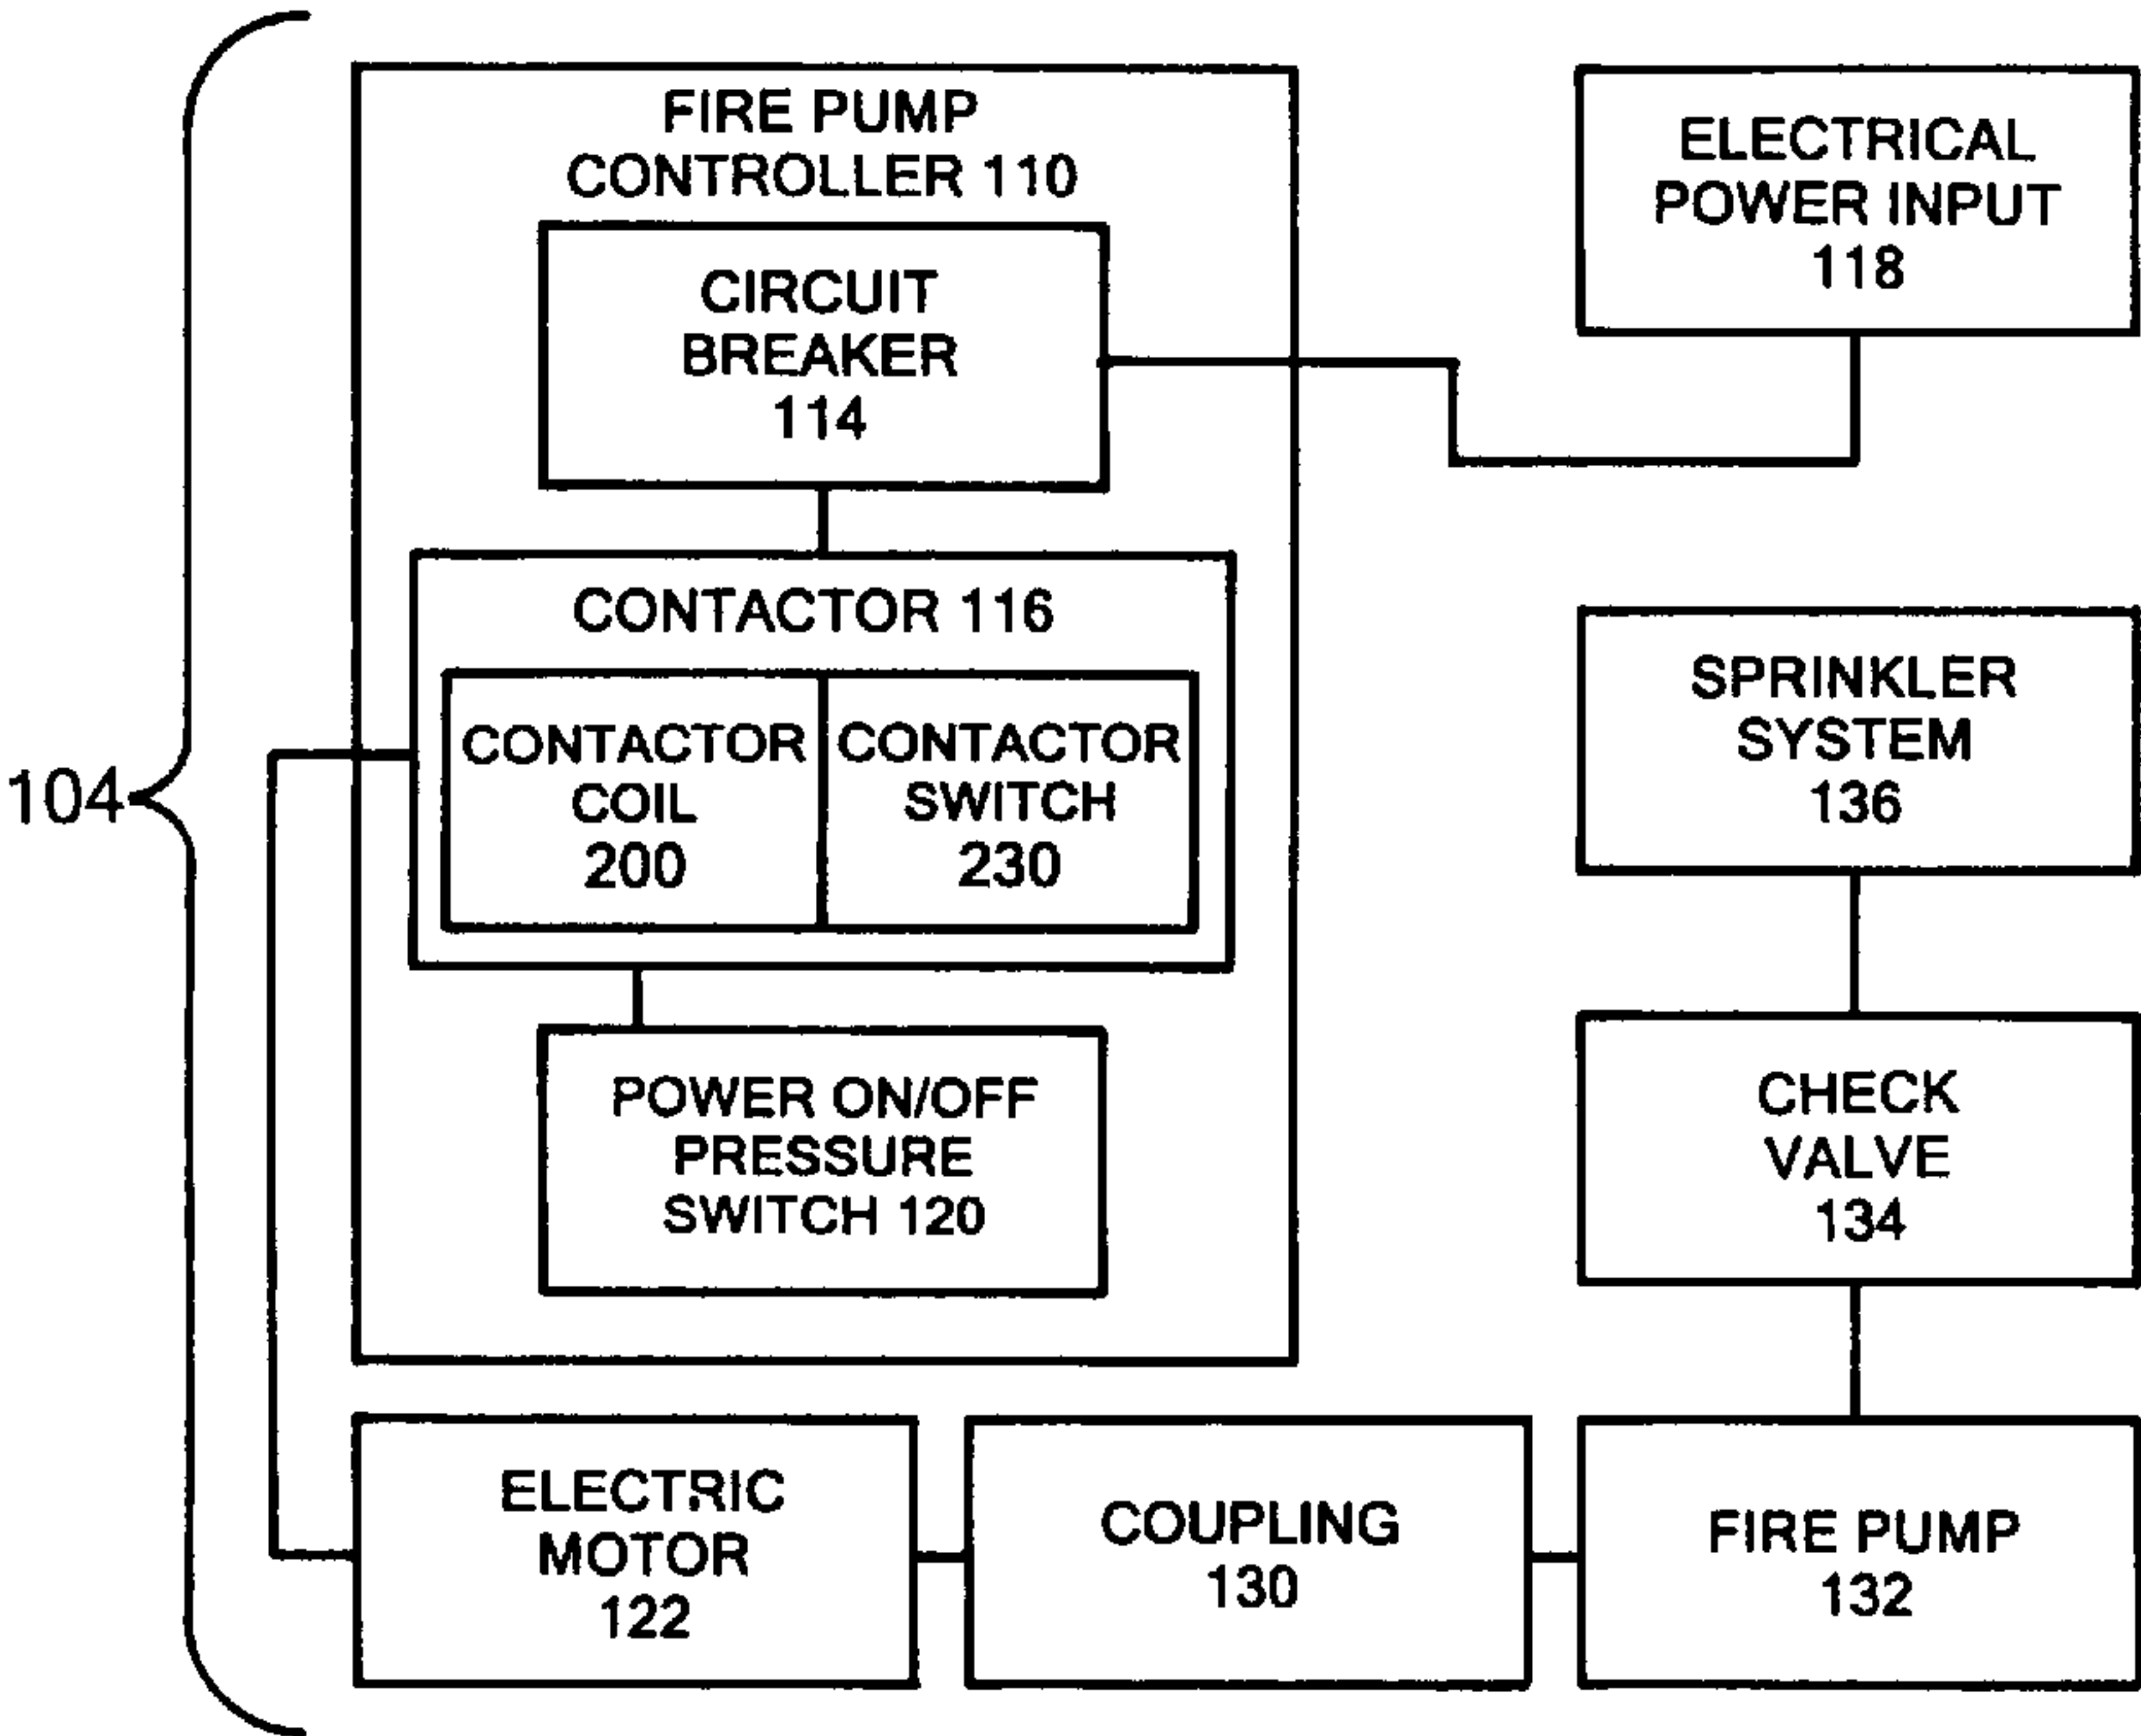 104
FIRE PUMP
CONTROLLER 110
CIRCUIT
BREAKER
114
CONTACTOR 116
CONTACTOR
COIL
200
CONTACTOR
SWITCH
230
POWER ON/OFF
PRESSURE
SWITCH 120
ELECTRICAL
POWER INPUT
118
SPRINKLER
SYSTEM
136
CHECK
VALVE
134
ELECTRIC
MOTOR
122
COUPLING
130
FIRE PUMP
132